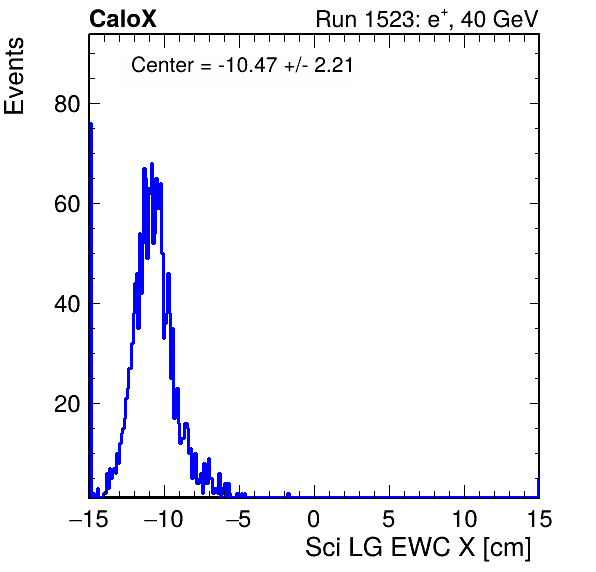 CaloX Run 1523: e⁺, 40 GeV
Center = -10.47 +/- 2.21
Events
80
60
40
20
−15 −10 −5 0 5 10 15
Sci LG EWC X [cm]